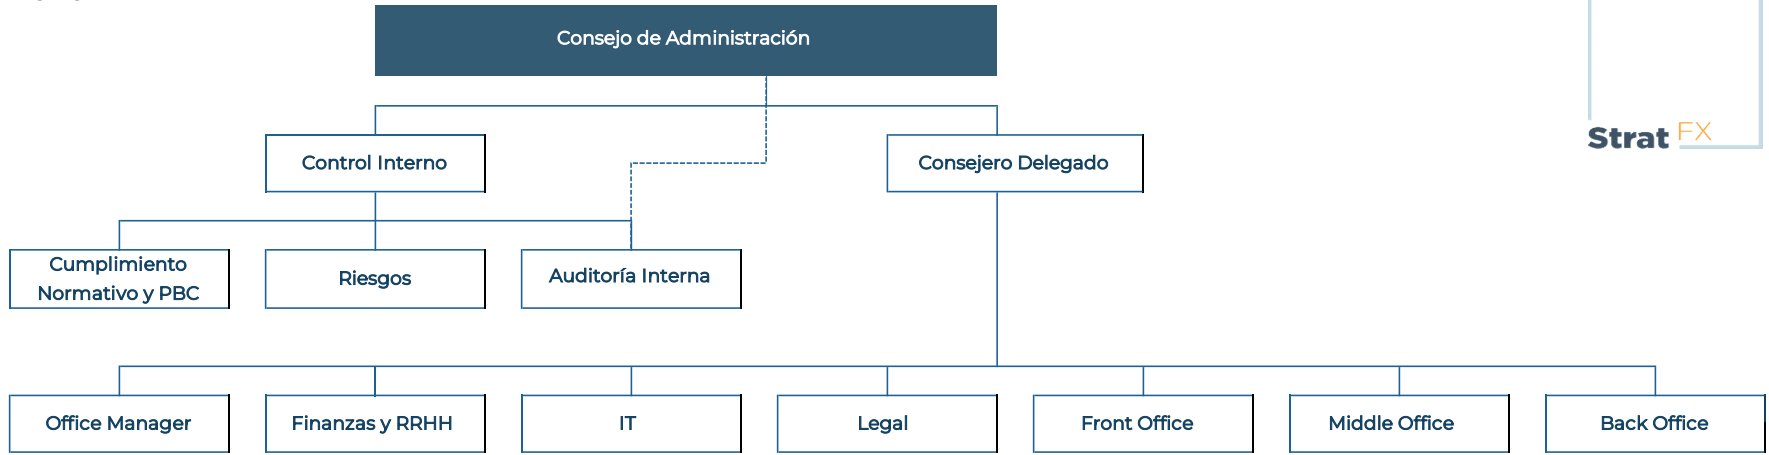 Consejo de Administración
Strat FX
Control Interno
Consejero Delegado
Cumplimiento
Normativo y PBC
Riesgos
Auditoría Interna
Office Manager
Finanzas y RRHH
IT
Legal
Front Office
Middle Office
Back Office